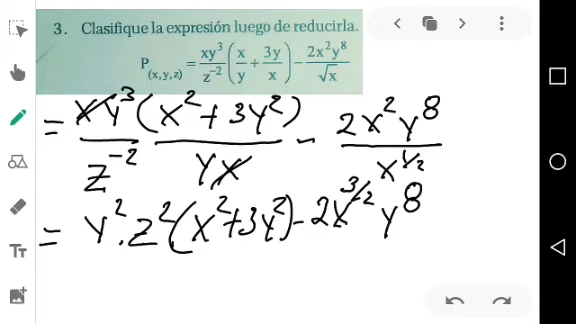 3. Clasifique la expresión luego de reducirla.
P(x,y,z) = xy³/z⁻² (x/y + 3y/x) − 2x²y⁸/√x
= xy³/z⁻² (x²+3y²)/yx − 2x²y⁸/x^(1/2)
= y².z²(x²+3y²) − 2x^(3/2) y⁸
Tt